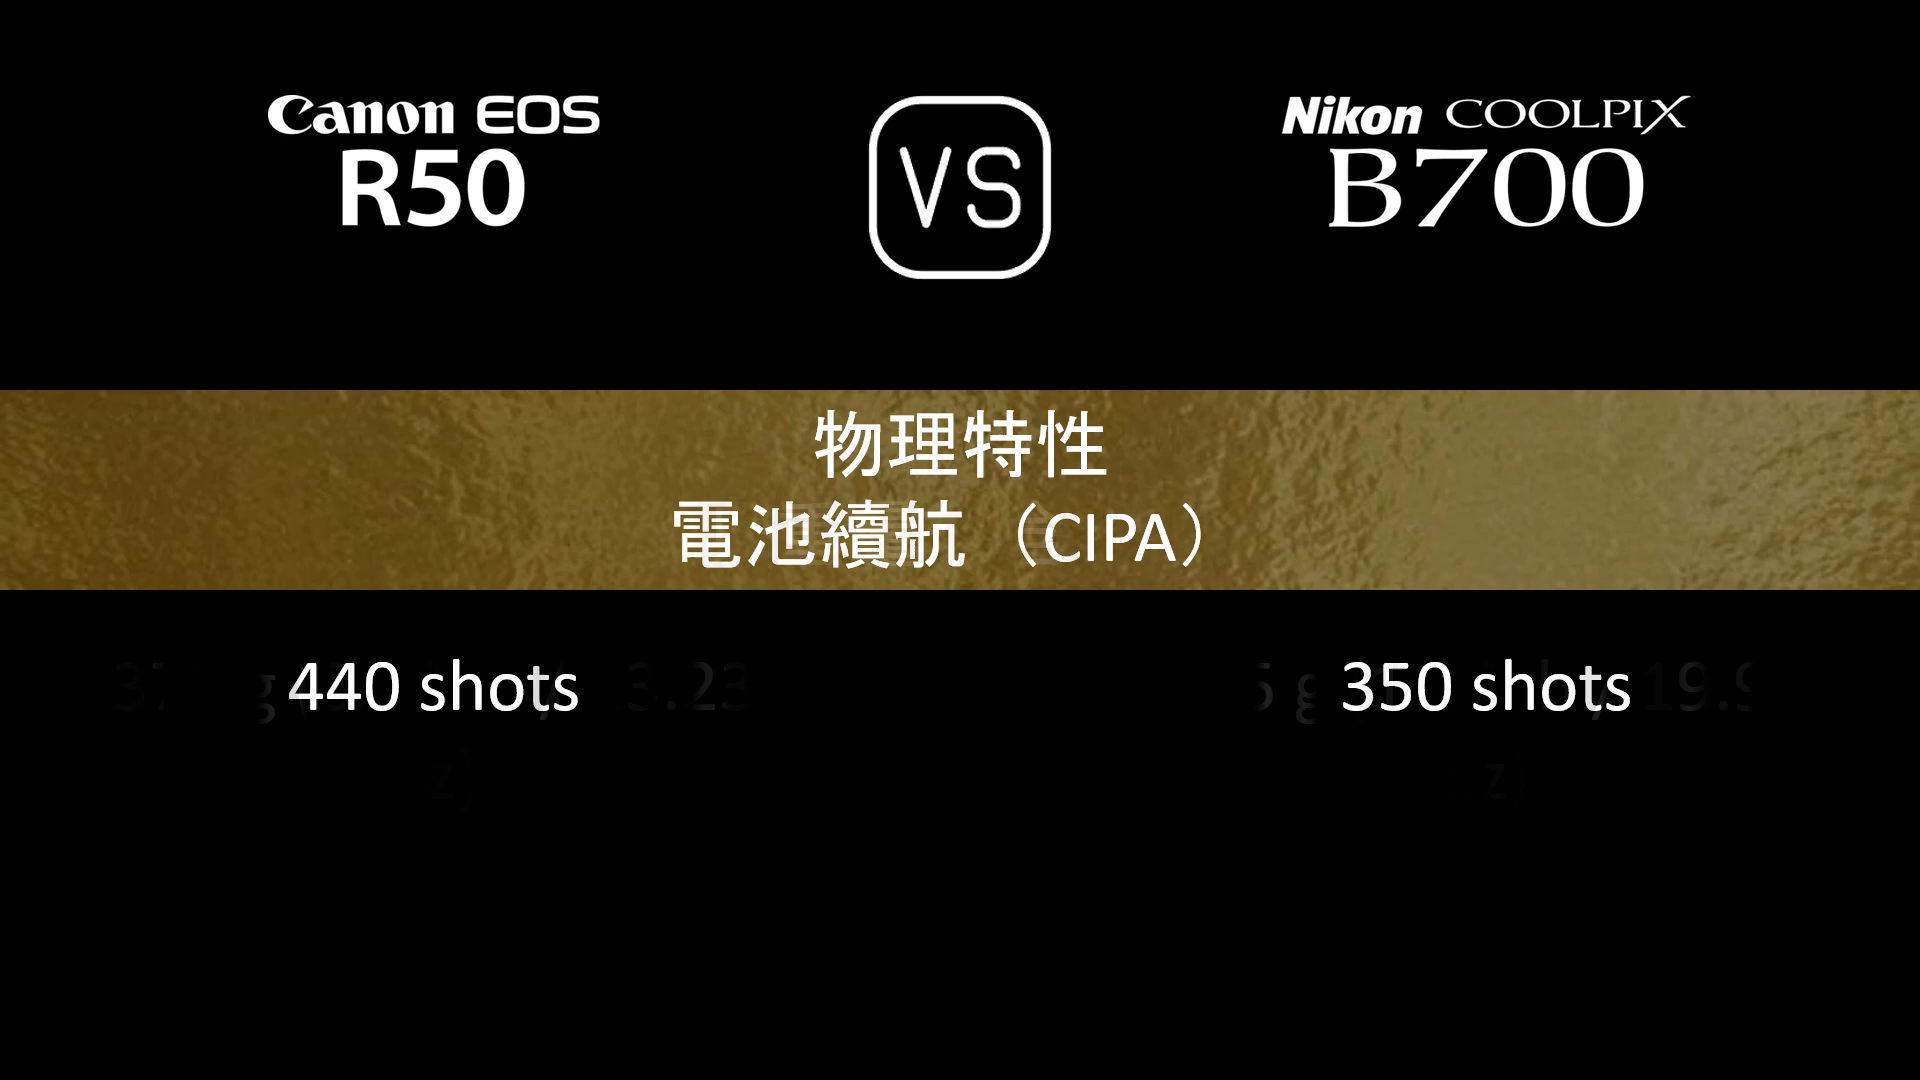 Canon EOS
R50
VS
Nikon COOLPIX
B700
物理特性
電池續航（CIPA）
440 shots
350 shots